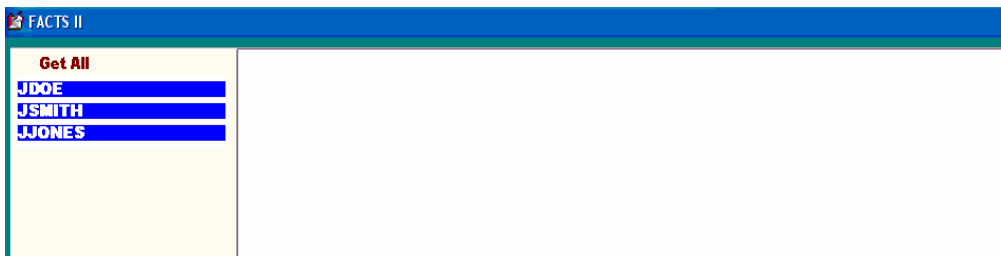 FACTS II
Get All
JDOE
JSMITH
JJONES